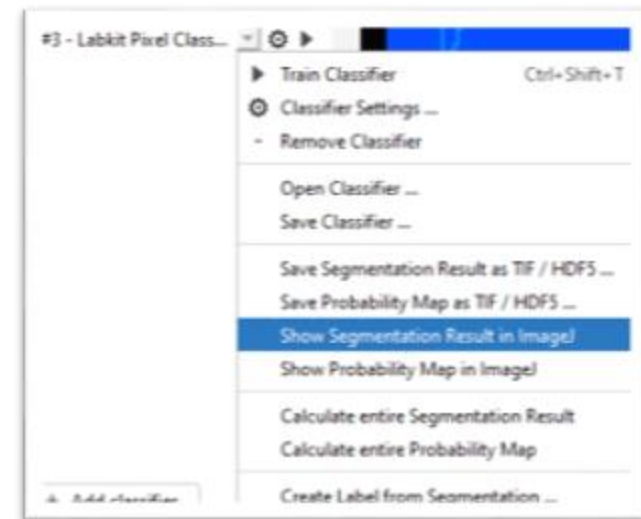 #3 - Labkit Pixel Class...
Train Classifier Ctrl+Shift+T
Classifier Settings ...
- Remove Classifier
Open Classifier ...
Save Classifier ...
Save Segmentation Result as TIF / HDF5 ...
Save Probability Map as TIF / HDF5 ...
Show Segmentation Result in ImageJ
Show Probability Map in ImageJ
Calculate entire Segmentation Result
Calculate entire Probability Map
+ Add classifier
Create Label from Segmentation ...